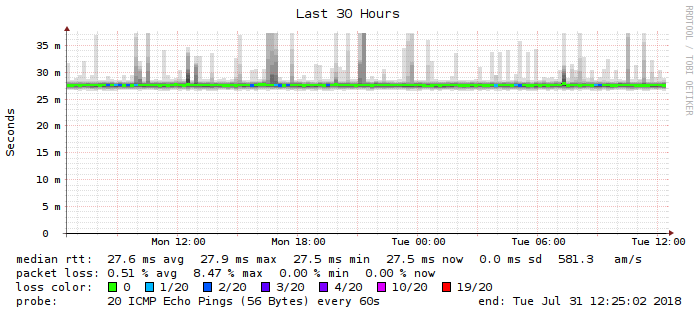 Last 30 Hours
RRDTOOL / TOBI OETIKER
Seconds
35 m
30 m
25 m
20 m
15 m
10 m
5 m
0
Mon 12:00 Mon 18:00 Tue 00:00 Tue 06:00 Tue 12:00
median rtt: 27.6 ms avg 27.9 ms max 27.5 ms min 27.5 ms now 0.0 ms sd 581.3 am/s
packet loss: 0.51 % avg 8.47 % max 0.00 % min 0.00 % now
loss color: 0 1/20 2/20 3/20 4/20 10/20 19/20
probe: 20 ICMP Echo Pings (56 Bytes) every 60s end: Tue Jul 31 12:25:02 2018